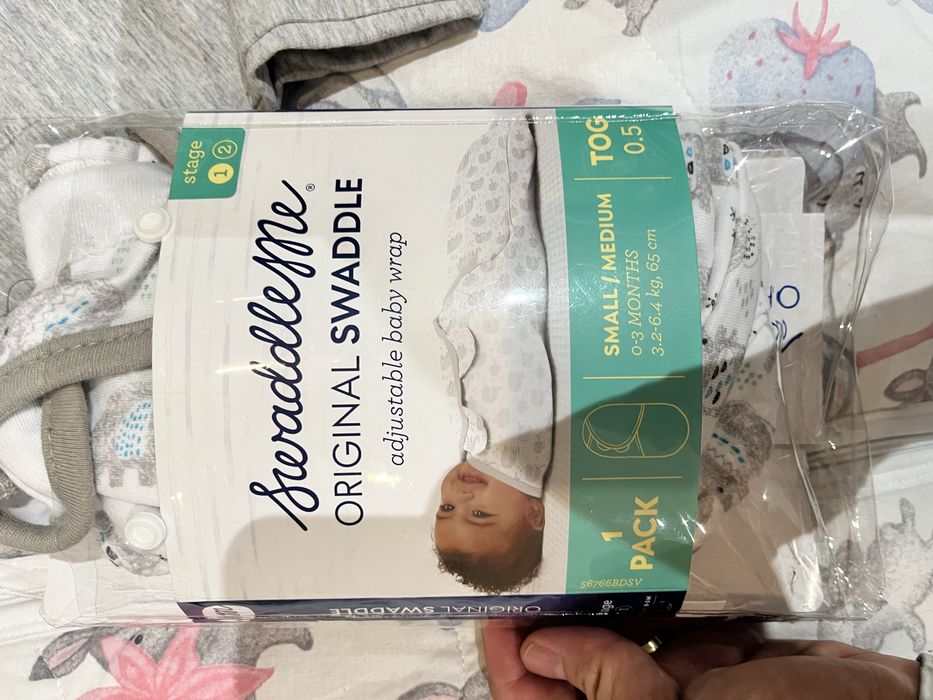 stage
1 2
SwaddleMe®
ORIGINAL SWADDLE
adjustable baby wrap
1
PACK
SMALL / MEDIUM
0-3 MONTHS
3.2-6.4 kg, 65 cm
TOG
0.5
56766BDSV
ORIGINAL SWADDLE